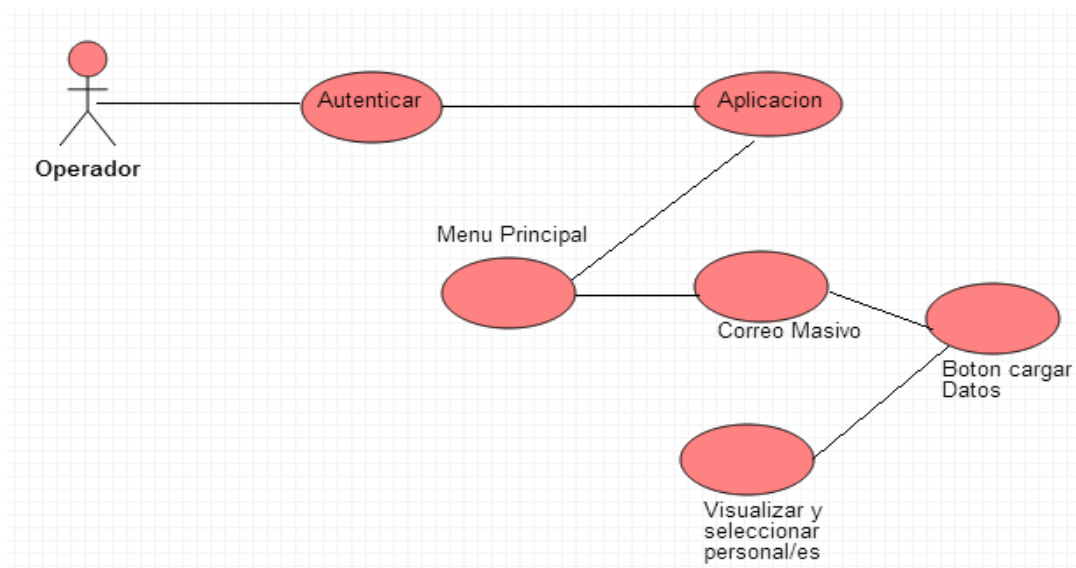 Autenticar
Aplicacion
Operador
Menu Principal
Correo Masivo
Boton cargar
Datos
Visualizar y
seleccionar
personal/es